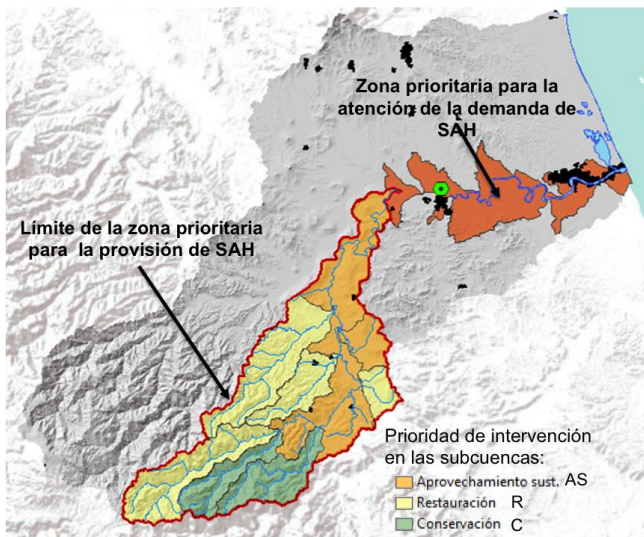 Zona prioritaria para la
atención de la demanda de
SAH
Límite de la zona prioritaria
para la provisión de SAH
Prioridad de intervención
en las subcuencas:
Aprovechamiento sust. AS
Restauración R
Conservación C